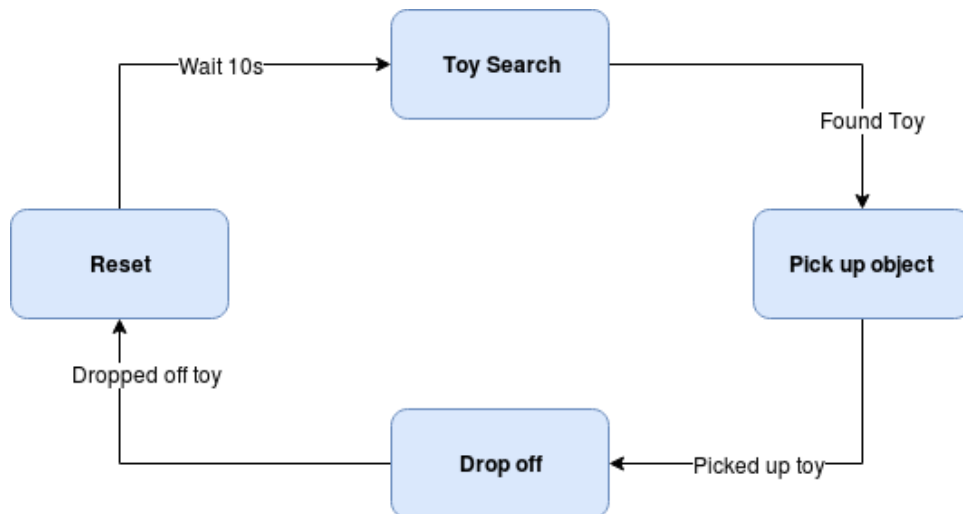 Wait 10s
Toy Search
Found Toy
Reset
Pick up object
Dropped off toy
Drop off
Picked up toy